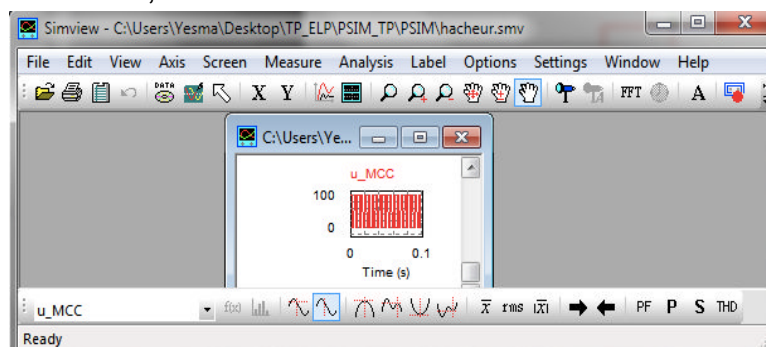 Simview - C:\Users\Yesma\Desktop\TP_ELP\PSIM_TP\PSIM\hacheur.smv
File Edit View Axis Screen Measure Analysis Label Options Settings Window Help
DATA X Y FFT A
C:\Users\Ye...
u_MCC
100
0
0 0.1
Time (s)
u_MCC f(x) x rms |x| PF P S THD
Ready